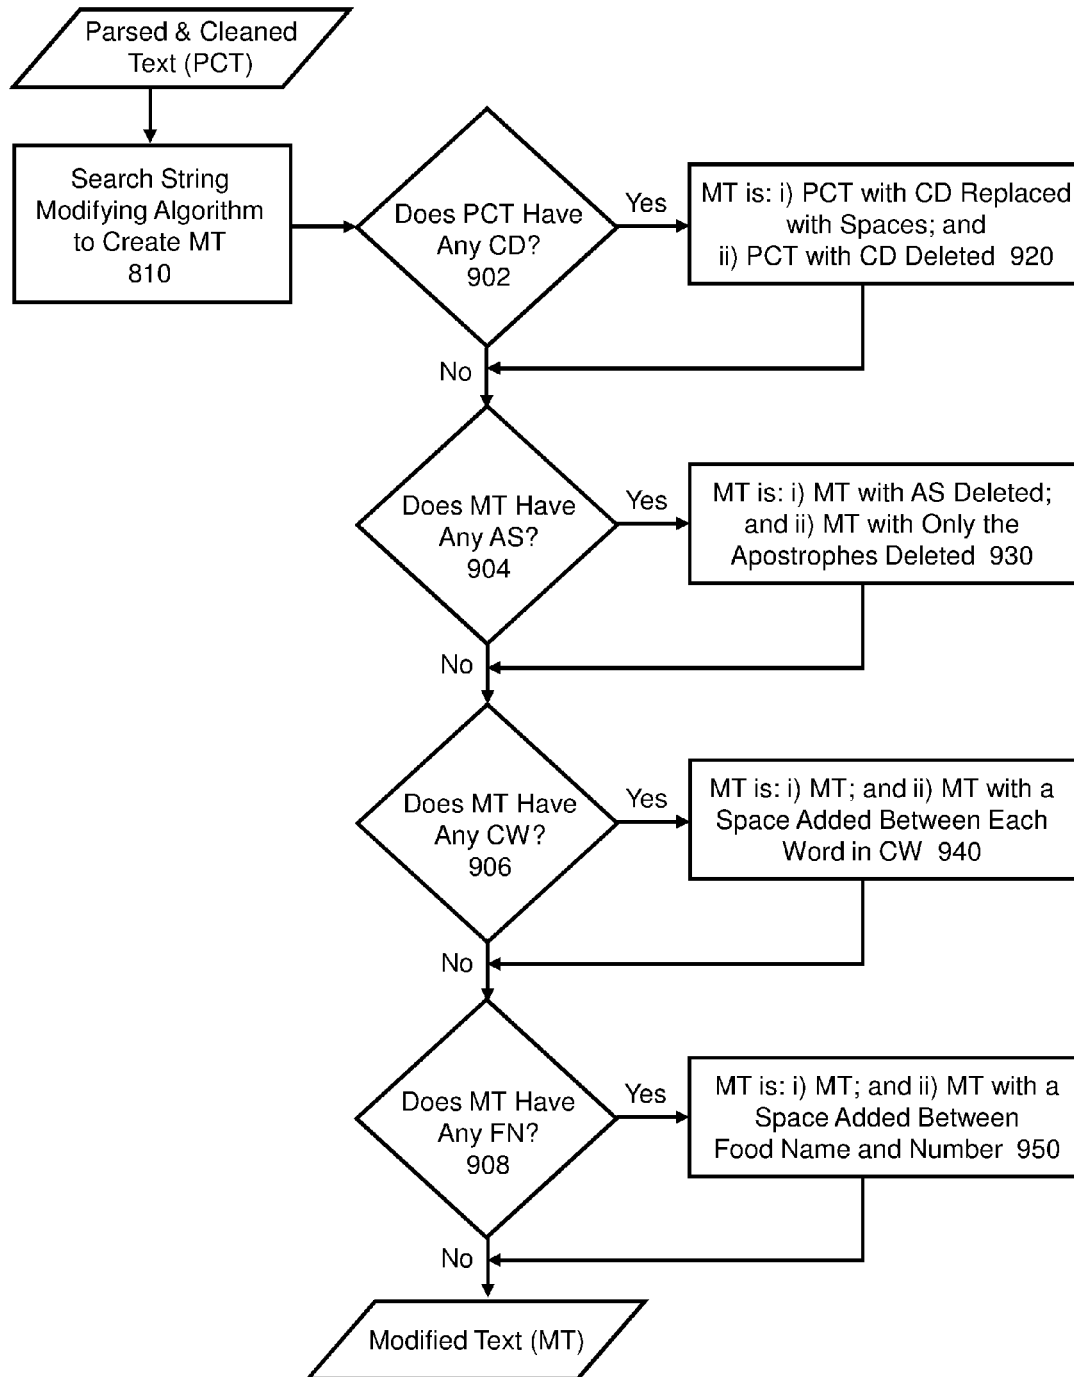 Parsed & Cleaned
Text (PCT)
Search String
Modifying Algorithm
to Create MT
810
Does PCT Have
Any CD?
902
Yes
MT is: i) PCT with CD Replaced
with Spaces; and
ii) PCT with CD Deleted 920
No
Does MT Have
Any AS?
904
Yes
MT is: i) MT with AS Deleted;
and ii) MT with Only the
Apostrophes Deleted 930
No
Does MT Have
Any CW?
906
Yes
MT is: i) MT; and ii) MT with a
Space Added Between Each
Word in CW 940
No
Does MT Have
Any FN?
908
Yes
MT is: i) MT; and ii) MT with a
Space Added Between
Food Name and Number 950
No
Modified Text (MT)